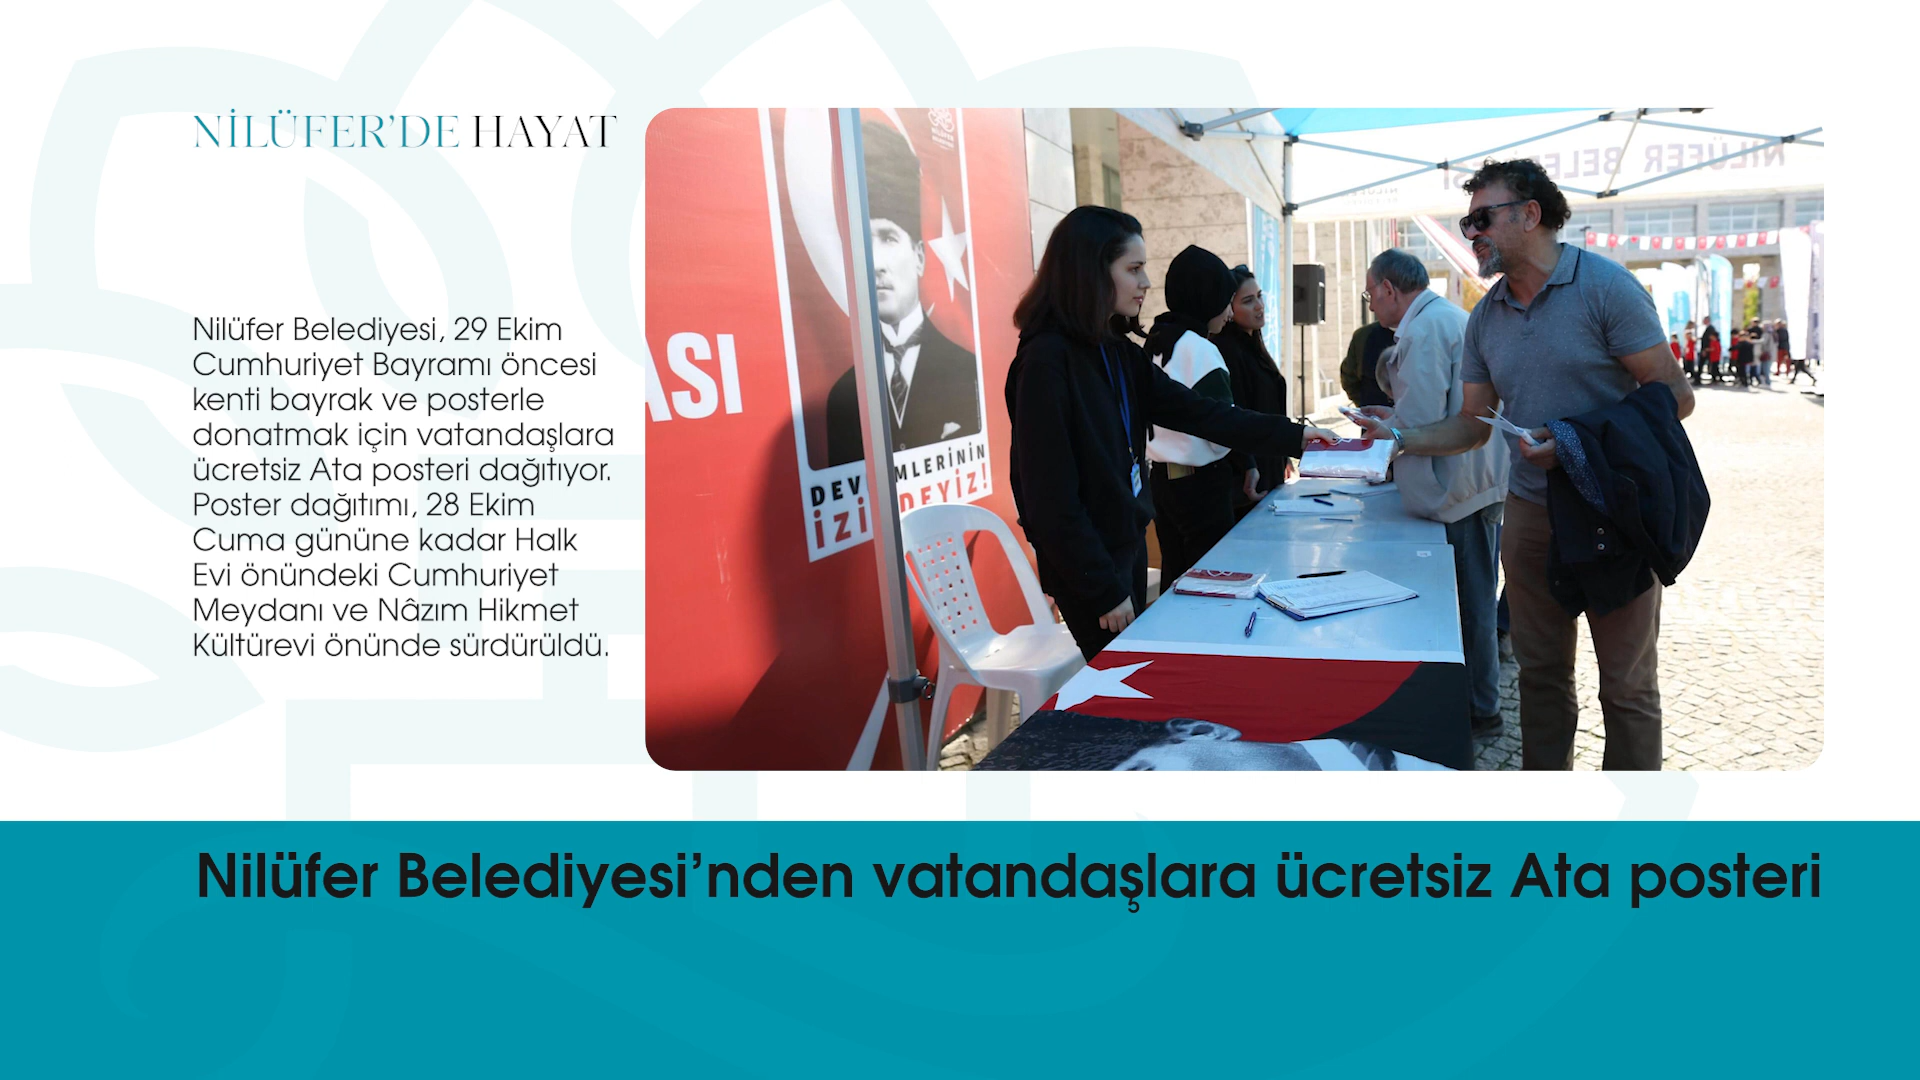 NİLÜFER'DE HAYAT
Nilüfer Belediyesi, 29 Ekim
Cumhuriyet Bayramı öncesi
kenti bayrak ve posterle
donatmak için vatandaşlara
ücretsiz Ata posteri dağıtıyor.
Poster dağıtımı, 28 Ekim
Cuma gününe kadar Halk
Evi önündeki Cumhuriyet
Meydanı ve Nâzım Hikmet
Kültürevi önünde sürdürüldü.
ASI
DEV MLERİNİN
İZİ DEYİZ!
NİLÜFER BELEDİYESİ
Nilüfer Belediyesi’nden vatandaşlara ücretsiz Ata posteri